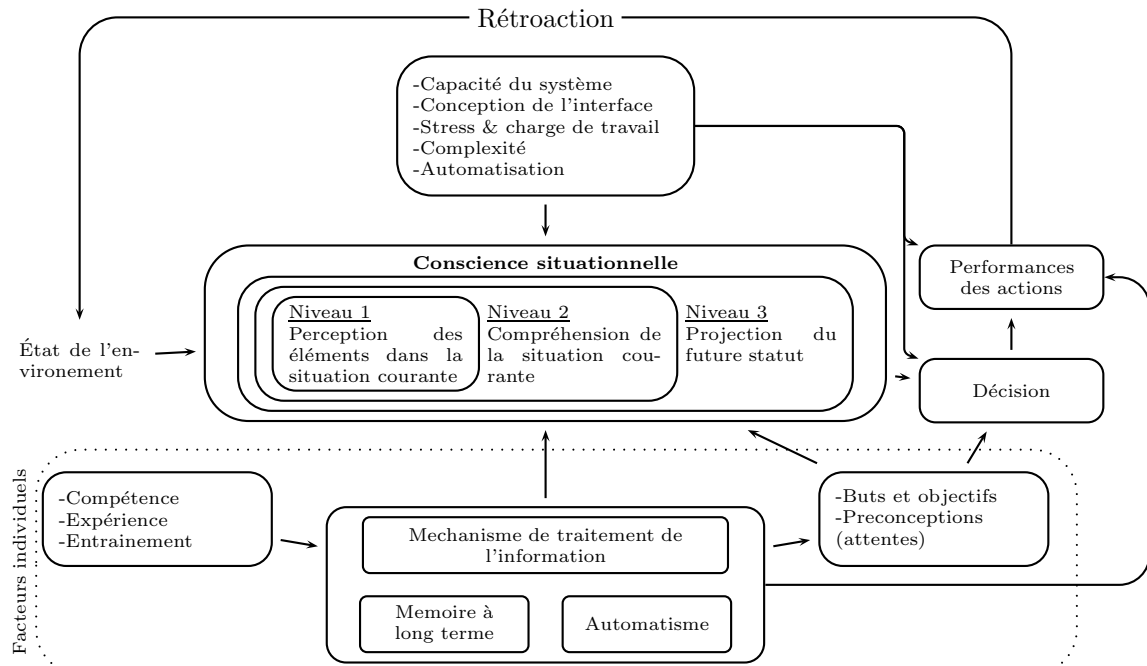 Rétroaction
-Capacité du système
-Conception de l'interface
-Stress & charge de travail
-Complexité
-Automatisation
Conscience situationnelle
Niveau 1
Perception des
éléments dans la
situation courante
Niveau 2
Compréhension de
la situation cou-
rante
Niveau 3
Projection du
future statut
Performances
des actions
État de l'en-
vironement
Décision
Facteurs individuels
-Compétence
-Expérience
-Entrainement
Mechanisme de traitement de
l'information
Memoire à
long terme
Automatisme
-Buts et objectifs
-Preconceptions
(attentes)